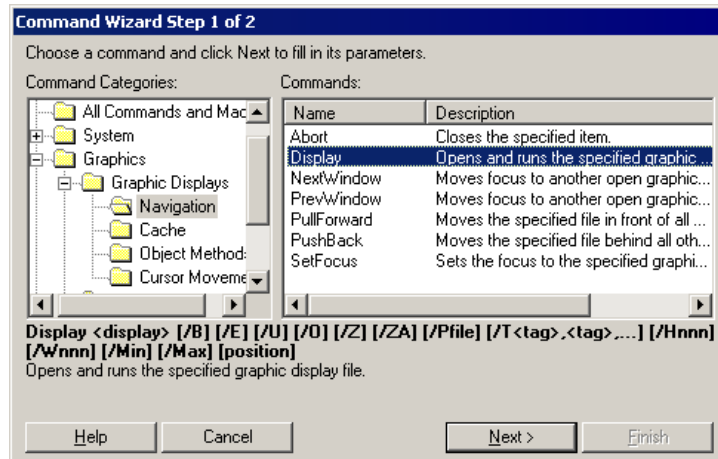 Command Wizard Step 1 of 2
Choose a command and click Next to fill in its parameters.
Command Categories:
Commands:
All Commands and Mac
System
Graphics
Graphic Displays
Navigation
Cache
Object Method
Cursor Moveme
Name Description
Abort Closes the specified item.
Display Opens and runs the specified graphic ...
NextWindow Moves focus to another open graphic...
PrevWindow Moves focus to another open graphic...
PullForward Moves the specified file in front of all ...
PushBack Moves the specified file behind all oth...
SetFocus Sets the focus to the specified graphi...
Display <display> [/B] [/E] [/U] [/O] [/Z] [/ZA] [/Pfile] [/T<tag>,<tag>,...] [/Hnnn]
[/Wnnn] [/Min] [/Max] [position]
Opens and runs the specified graphic display file.
Help Cancel Next > Finish